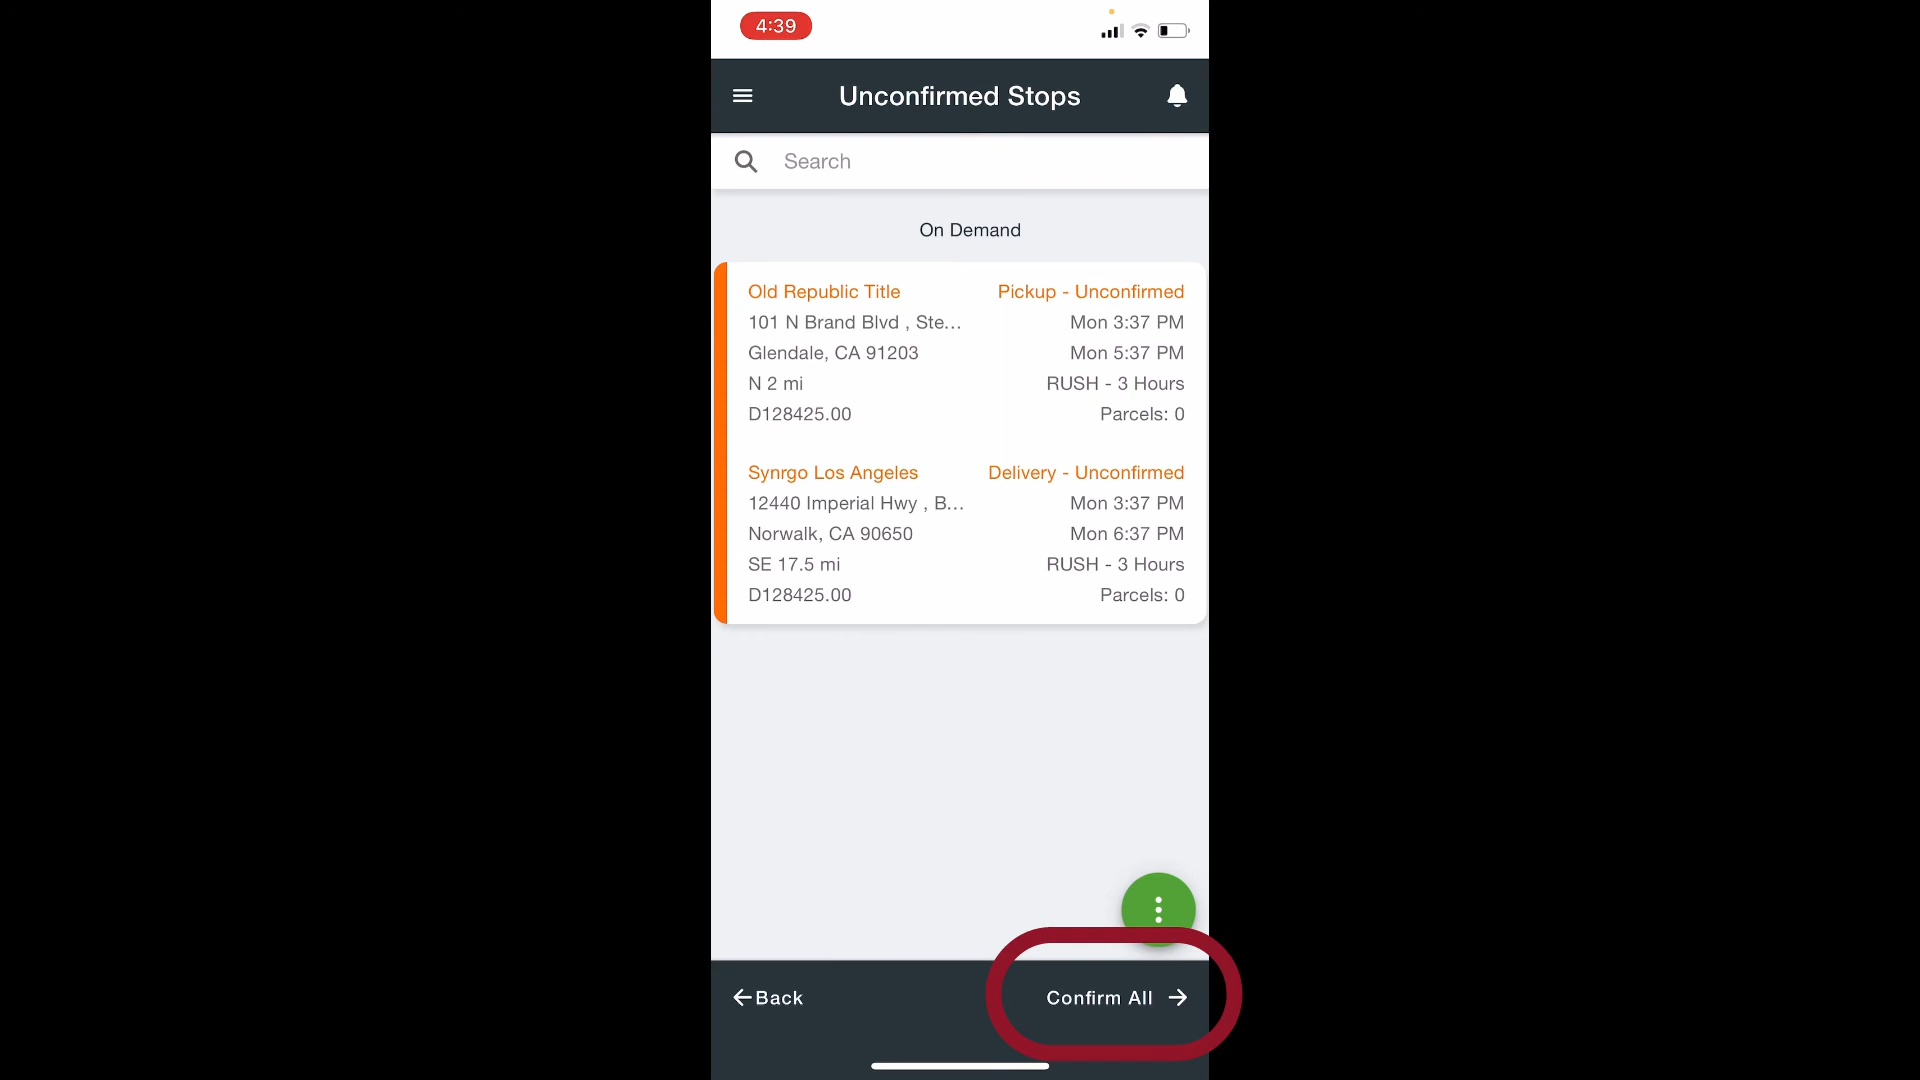 4:39
Unconfirmed Stops
Search
On Demand
Old Republic Title Pickup - Unconfirmed
101 N Brand Blvd , Ste... Mon 3:37 PM
Glendale, CA 91203 Mon 5:37 PM
N 2 mi RUSH - 3 Hours
D128425.00 Parcels: 0
Synrgo Los Angeles Delivery - Unconfirmed
12440 Imperial Hwy , B... Mon 3:37 PM
Norwalk, CA 90650 Mon 6:37 PM
SE 17.5 mi RUSH - 3 Hours
D128425.00 Parcels: 0
Back Confirm All